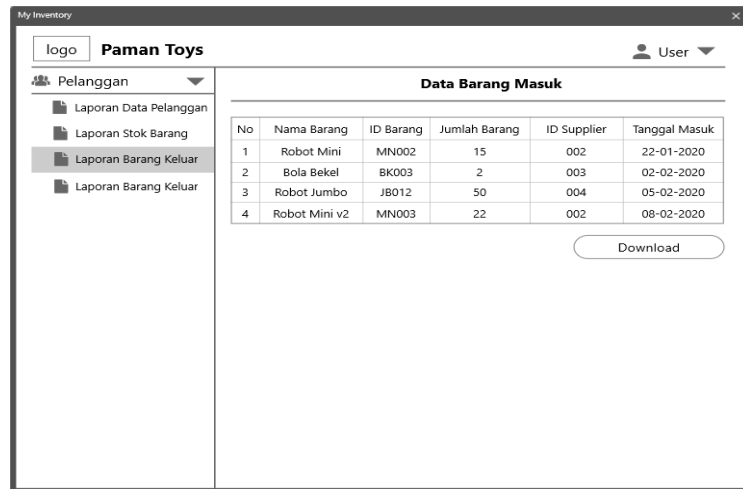 My Inventory
logo Paman Toys
User
Pelanggan
Laporan Data Pelanggan
Laporan Stok Barang
Laporan Barang Keluar
Laporan Barang Keluar
Data Barang Masuk
No Nama Barang ID Barang Jumlah Barang ID Supplier Tanggal Masuk
1 Robot Mini MN002 15 002 22-01-2020
2 Bola Bekel BK003 2 003 02-02-2020
3 Robot Jumbo JB012 50 004 05-02-2020
4 Robot Mini v2 MN003 22 002 08-02-2020
Download